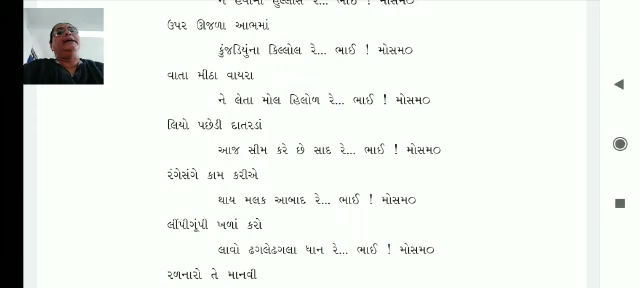 ને હૈયામાં હુલ્લાસ રે... ભાઈ ! મોસમ૦
ઉપર ઊજળા આભમાં
કુંજડિયુંના કિલ્લોલ રે... ભાઈ ! મોસમ૦
વાતા મીઠા વાયરા
ને લેતા મોલ હિલોળ રે... ભાઈ ! મોસમ૦
લિયો પછેડી દાતરડાં
આજ સીમ કરે છે સાદ રે... ભાઈ ! મોસમ૦
રંગેસંગે કામ કરીએ
થાય મલક આબાદ રે... ભાઈ ! મોસમ૦
લીંપીગૂંપી ખળાં કરો
લાવો ઢગલેઢગલા ધાન રે... ભાઈ ! મોસમ૦
રળનારો તે માનવી